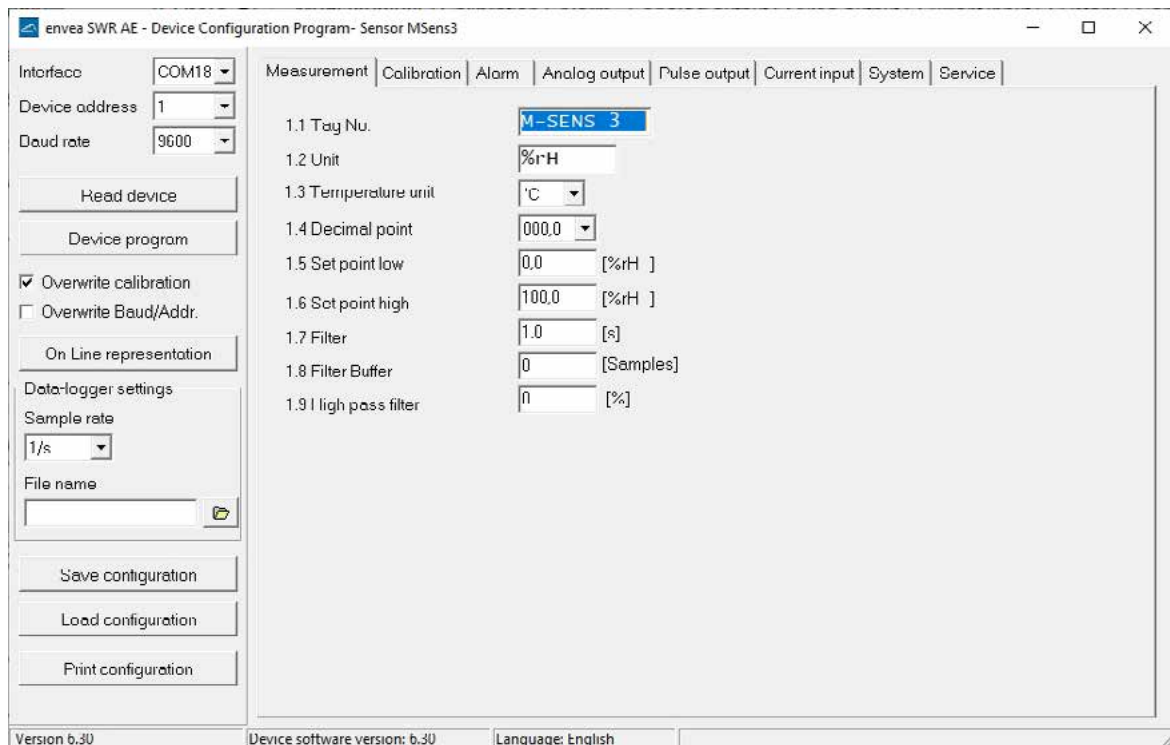 envea SWR AE - Device Configuration Program- Sensor MSens3
Interface COM18
Device address 1
Baud rate 9600
Read device
Device program
Overwrite calibration
Overwrite Baud/Addr.
On Line representation
Data-logger settings
Sample rate
1/s
File name
Save configuration
Load configuration
Print configuration
Measurement Calibration Alarm Analog output Pulse output Current input System Service
1.1 Tag No. M-SENS 3
1.2 Unit %rH
1.3 Temperature unit °C
1.4 Decimal point 000,0
1.5 Set point low 0,0 [%rH ]
1.6 Set point high 100,0 [%rH ]
1.7 Filter 1.0 [s]
1.8 Filter Buffer 0 [Samples]
1.9 High pass filter 0 [%]
Version 6.30 Device software version: 6.30 Language: English